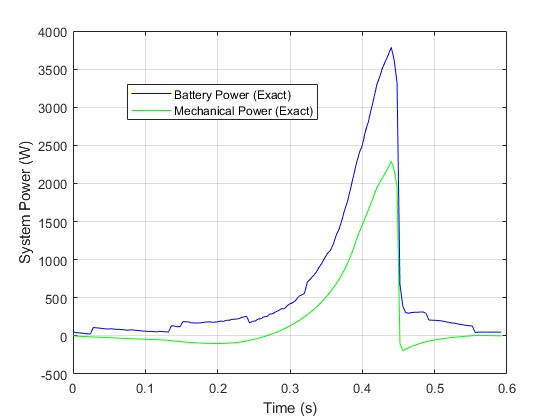 4000
3500
3000
2500
2000
1500
1000
500
0
-500
System Power (W)
Battery Power (Exact)
Mechanical Power (Exact)
0 0.1 0.2 0.3 0.4 0.5 0.6
Time (s)